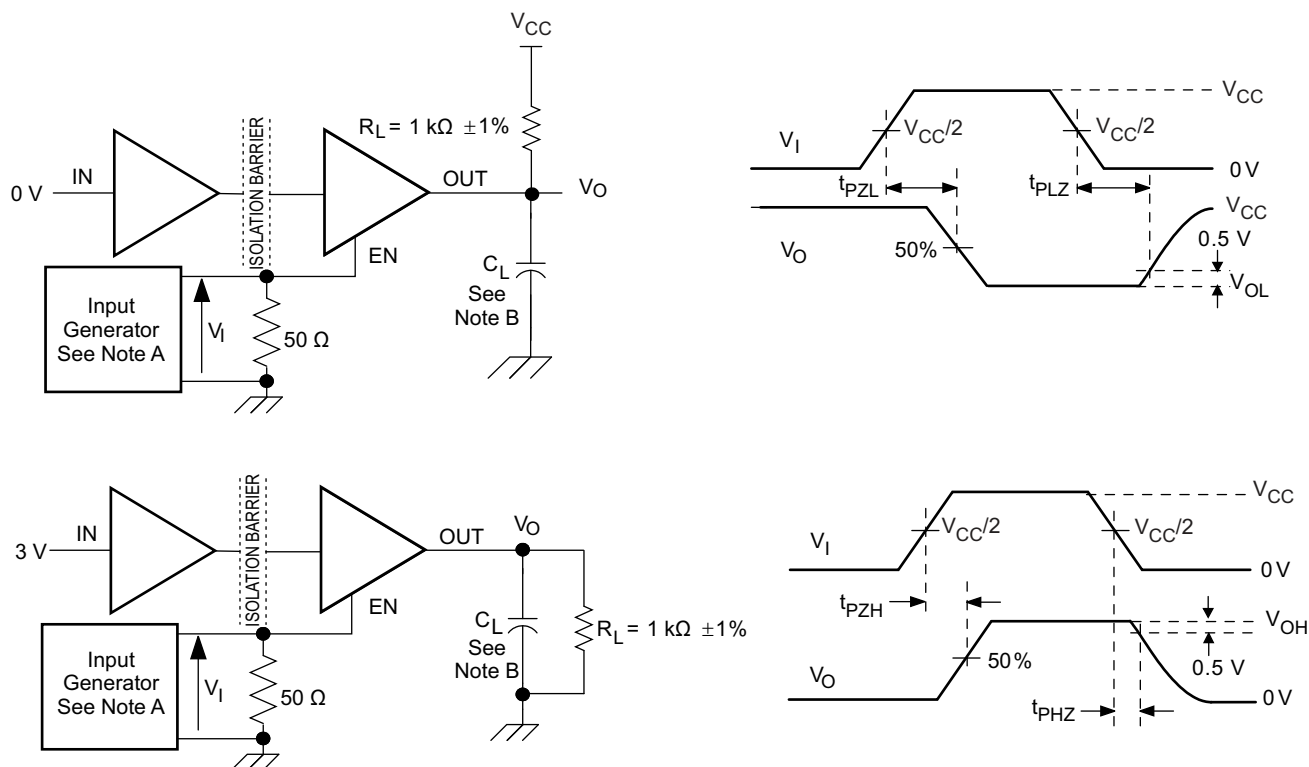 VCC
RL = 1 kΩ ±1%
0 V
IN
ISOLATION BARRIER
OUT
VO
EN
Input
Generator
See Note A
VI
50 Ω
CL
See
Note B
VCC
VI
VCC/2
VCC/2
0 V
tPZL
tPLZ
VCC
VO
50%
0.5 V
VOL
3 V
IN
ISOLATION BARRIER
OUT
VO
EN
Input
Generator
See Note A
VI
50 Ω
CL
See
Note B
RL = 1 kΩ ±1%
VCC
VI
VCC/2
VCC/2
0 V
tPZH
VOH
VO
50%
0.5 V
tPHZ
0 V